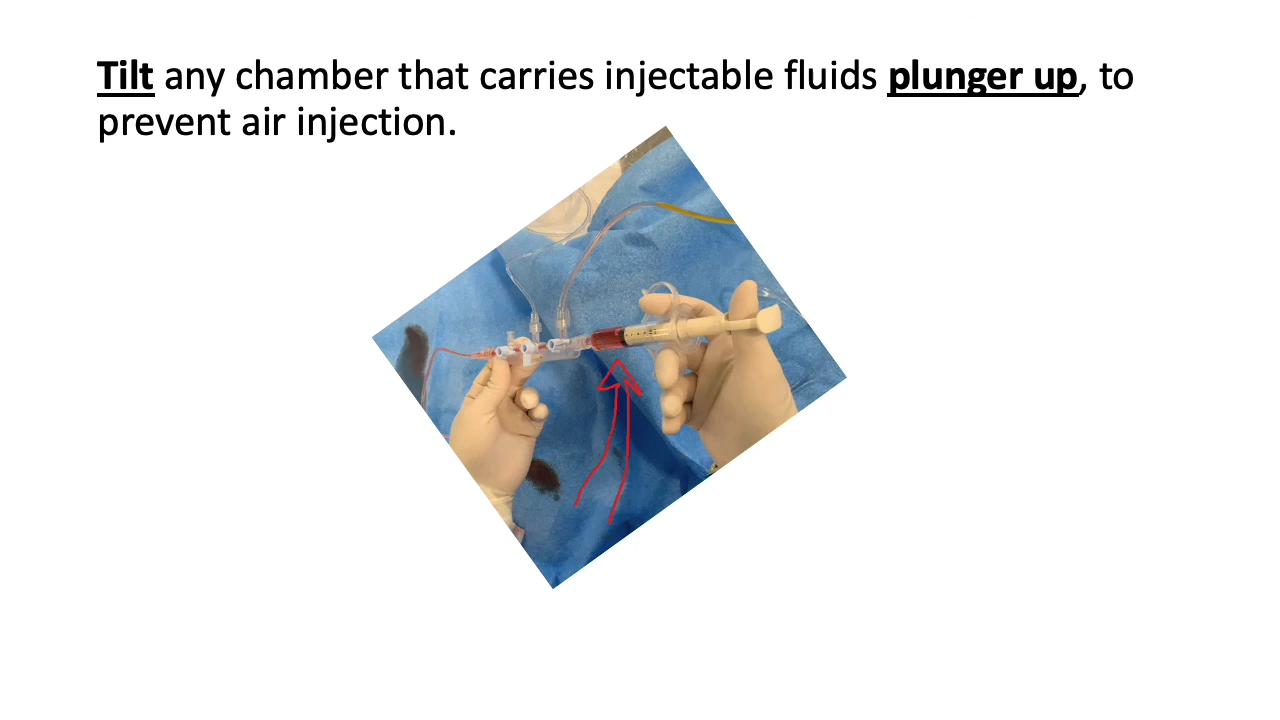 Tilt any chamber that carries injectable fluids plunger up, to
prevent air injection.